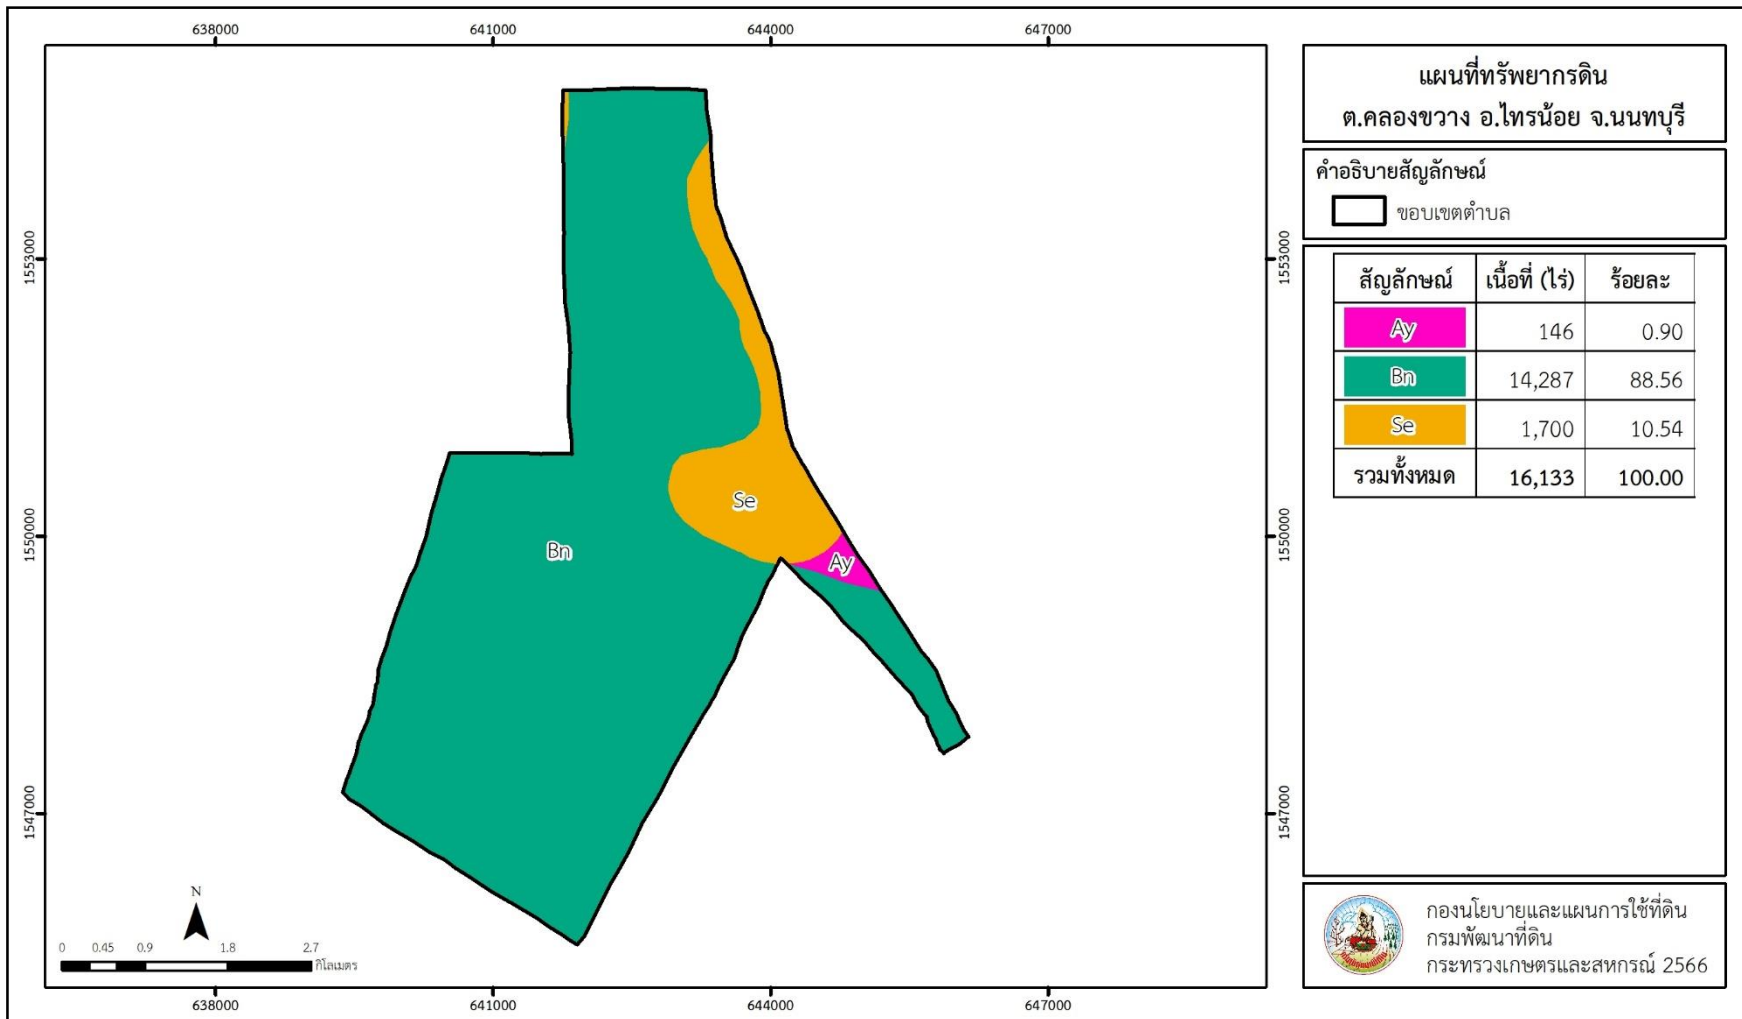 638000
641000
644000
647000
1553000
1550000
1547000
Bn
Se
Ay
N
0 0.45 0.9 1.8 2.7
กิโลเมตร
1553000
1550000
1547000
638000
641000
644000
647000
แผนที่ทรัพยากรดิน
ต.คลองขวาง อ.ไทรน้อย จ.นนทบุรี
คำอธิบายสัญลักษณ์
ขอบเขตตำบล
สัญลักษณ์ เนื้อที่ (ไร่) ร้อยละ
Ay 146 0.90
Bn 14,287 88.56
Se 1,700 10.54
รวมทั้งหมด 16,133 100.00
กองนโยบายและแผนการใช้ที่ดิน
กรมพัฒนาที่ดิน
กระทรวงเกษตรและสหกรณ์ 2566